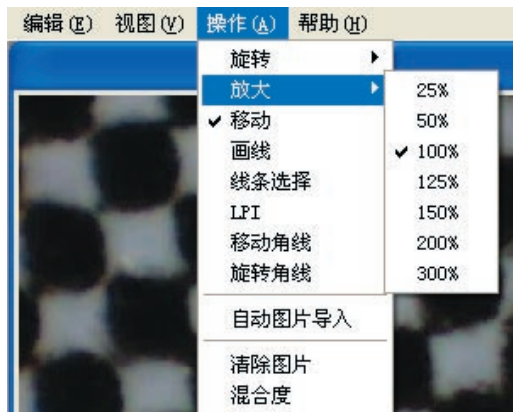 编辑(E) 视图(V) 操作(A) 帮助(H)
旋转
放大
移动
画线
线条选择
LPI
移动角线
旋转角线
自动图片导入
清除图片
混合度
25%
50%
100%
125%
150%
200%
300%